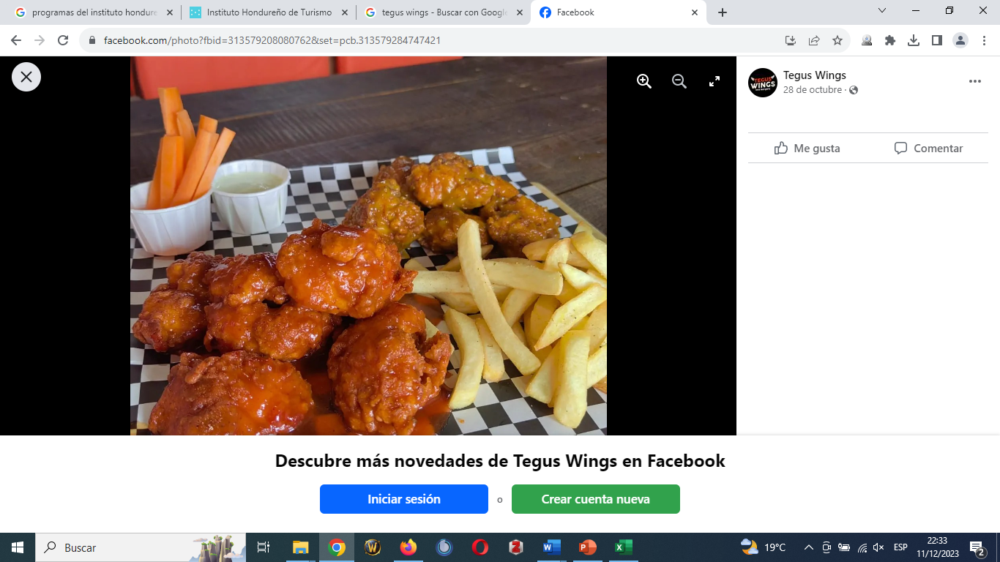 programas del instituto hondure
Instituto Hondureño de Turismo
tegus wings - Buscar con Google
Facebook
facebook.com/photo?fbid=313579208080762&set=pcb.313579284747421
TEGUS
WINGS
Tegus Wings
28 de octubre ·
Me gusta
Comentar
Descubre más novedades de Tegus Wings en Facebook
Iniciar sesión
o
Crear cuenta nueva
Buscar
19°C
ESP
22:33
11/12/2023
2